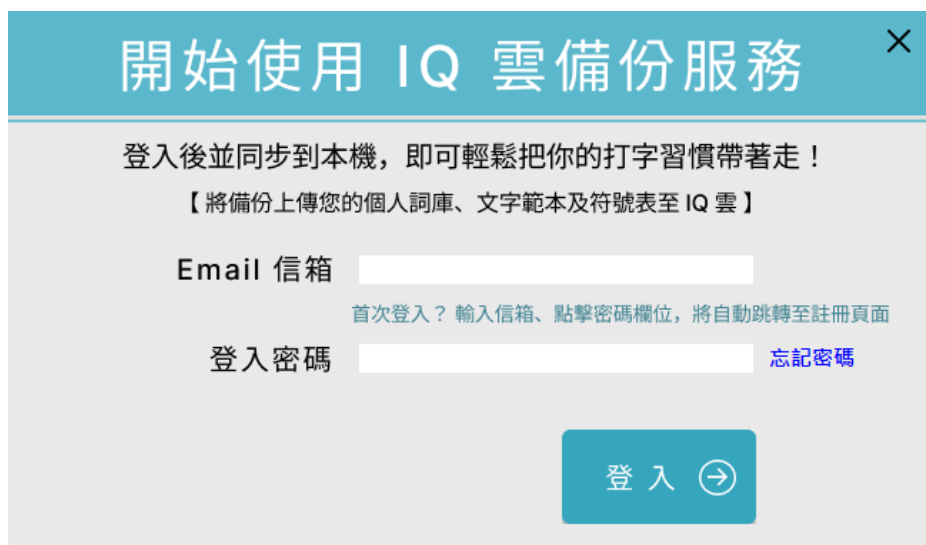 開始使用 IQ 雲備份服務
登入後並同步到本機，即可輕鬆把你的打字習慣帶著走！
【 將備份上傳您的個人詞庫、文字範本及符號表至 IQ 雲 】
Email 信箱
首次登入？ 輸入信箱、點擊密碼欄位，將自動跳轉至註冊頁面
登入密碼 忘記密碼
登入